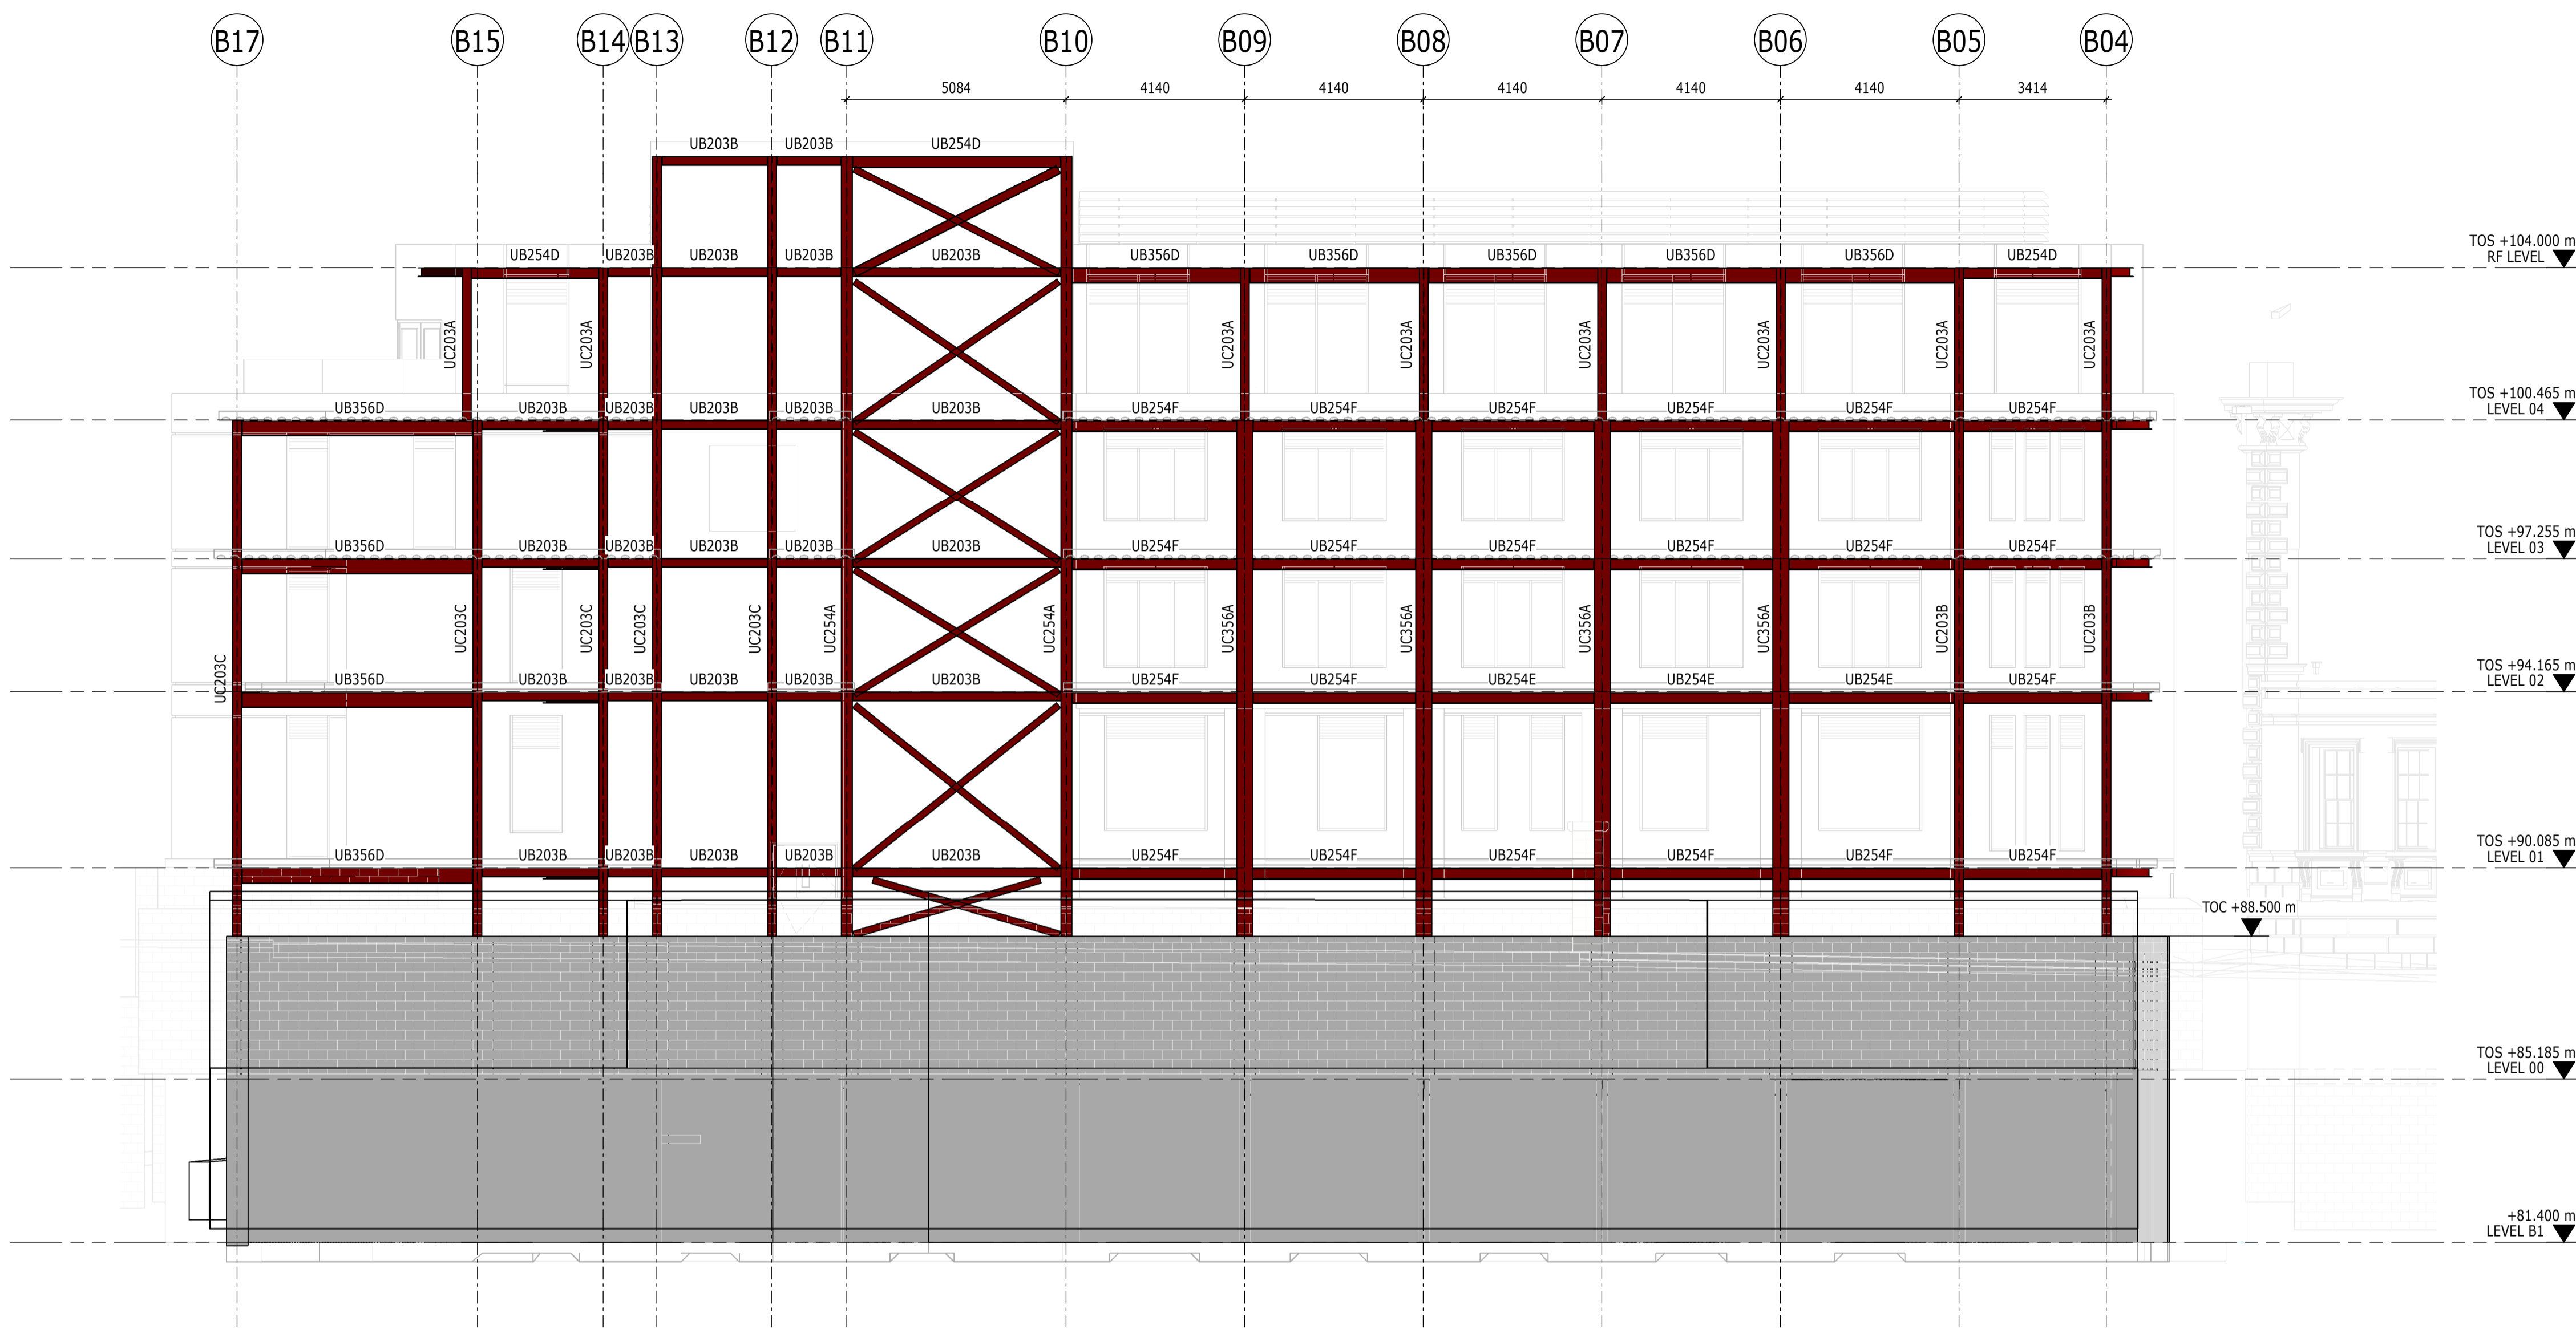 B17 B15 B14 B13 B12 B11 B10 B09 B08 B07 B06 B05 B04
5084 4140 4140 4140 4140 4140 3414
UB203B UB203B UB254D
TOS +104.000 m
RF LEVEL
UB254D UB203B UB203B UB203B UB203B UB356D UB356D UB356D UB356D UB356D UB254D
UC203A UC203A UC203A UC203A UC203A UC203A UC203A UC203A
TOS +100.465 m
LEVEL 04
UB356D UB203B UB203B UB203B UB203B UB203B UB254F UB254F UB254F UB254F UB254F UB254F
TOS +97.255 m
LEVEL 03
UB356D UB203B UB203B UB203B UB203B UB203B UB254F UB254F UB254F UB254F UB254F UB254F
UC203C UC203C UC203C UC203C UC203C UC254A UC254A UC356A UC356A UC356A UC356A UC203B UC203B
TOS +94.165 m
LEVEL 02
UB356D UB203B UB203B UB203B UB203B UB203B UB254F UB254F UB254E UB254E UB254E UB254F
TOS +90.085 m
LEVEL 01
UB356D UB203B UB203B UB203B UB203B UB203B UB254F UB254F UB254F UB254F UB254F UB254F
TOC +88.500 m
TOS +85.185 m
LEVEL 00
+81.400 m
LEVEL B1